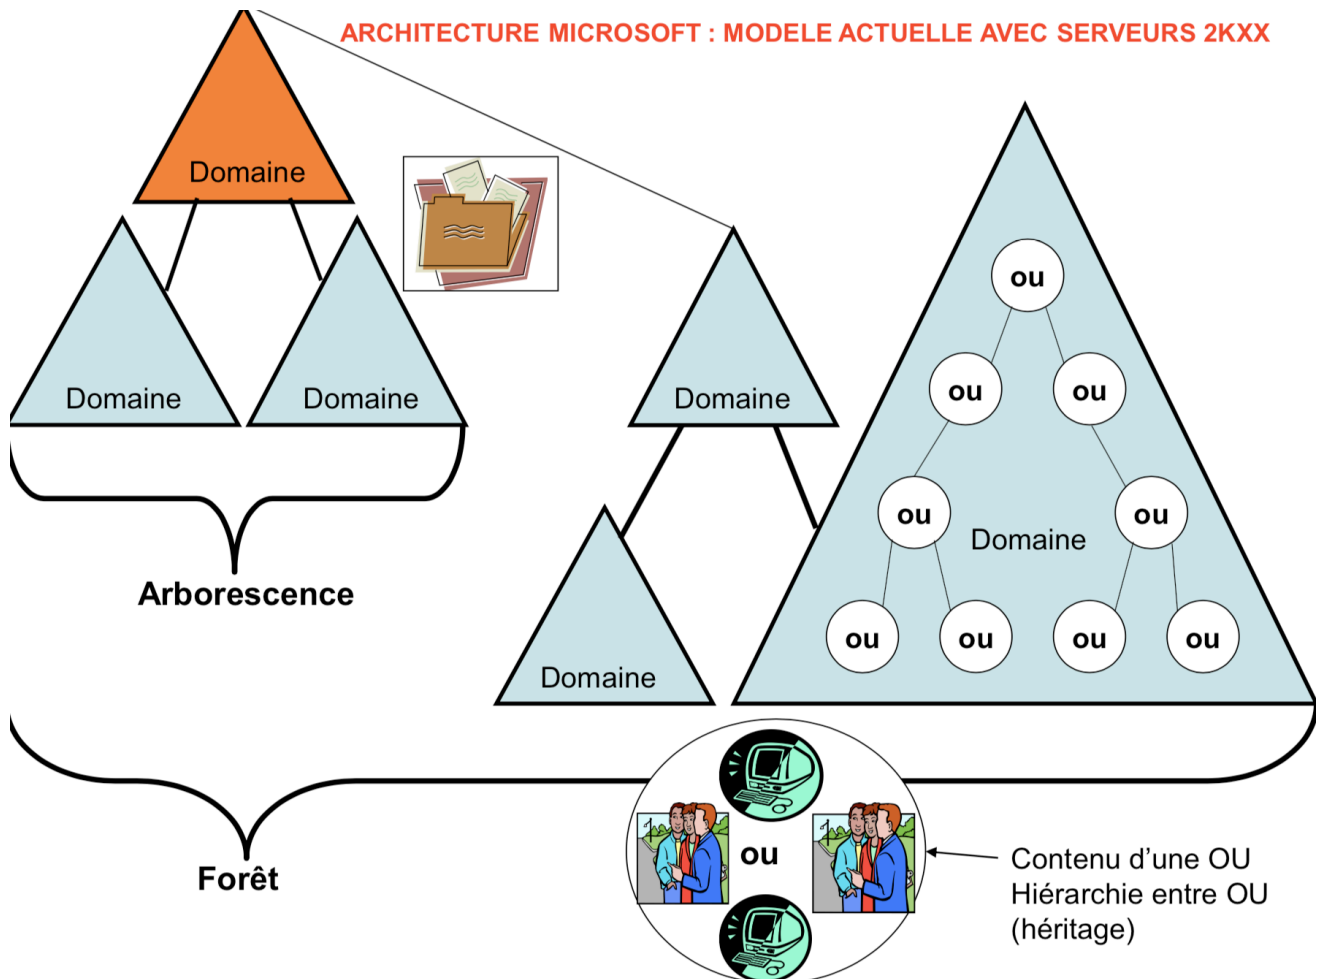 ARCHITECTURE MICROSOFT : MODELE ACTUELLE AVEC SERVEURS 2KXX
Domaine
Domaine
Domaine
Arborescence
Domaine
Domaine
ou
ou
ou
ou
ou
Domaine
ou
ou
ou
ou
Forêt
ou
Contenu d'une OU
Hiérarchie entre OU
(héritage)